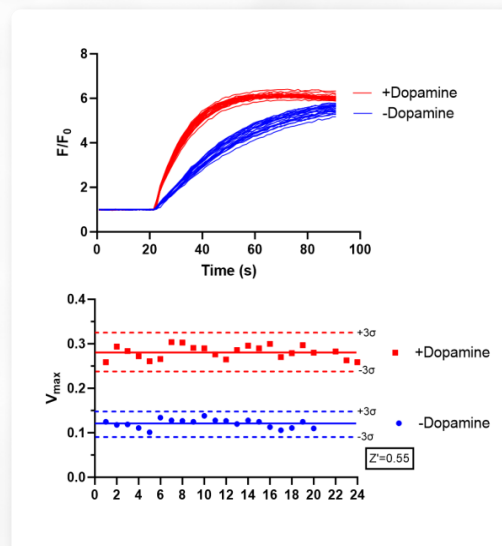 8
6
4
2
0
F/F0
0 20 40 60 80 100
Time (s)
+Dopamine
-Dopamine
0.4
0.3
0.2
0.1
0.0
Vmax
+3σ
-3σ
+3σ
-3σ
+Dopamine
-Dopamine
Z'=0.55
0 2 4 6 8 10 12 14 16 18 20 22 24